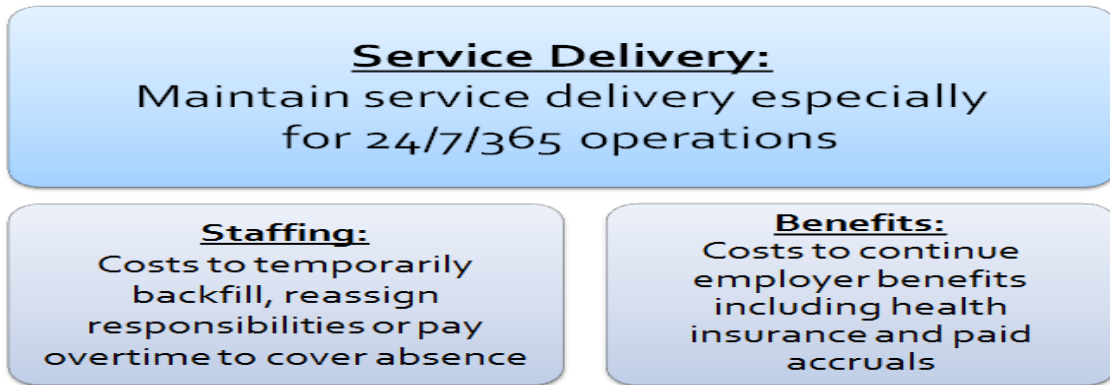 Service Delivery:
Maintain service delivery especially
for 24/7/365 operations
Staffing:
Costs to temporarily
backfill, reassign
responsibilities or pay
overtime to cover absence
Benefits:
Costs to continue
employer benefits
including health
insurance and paid
accruals